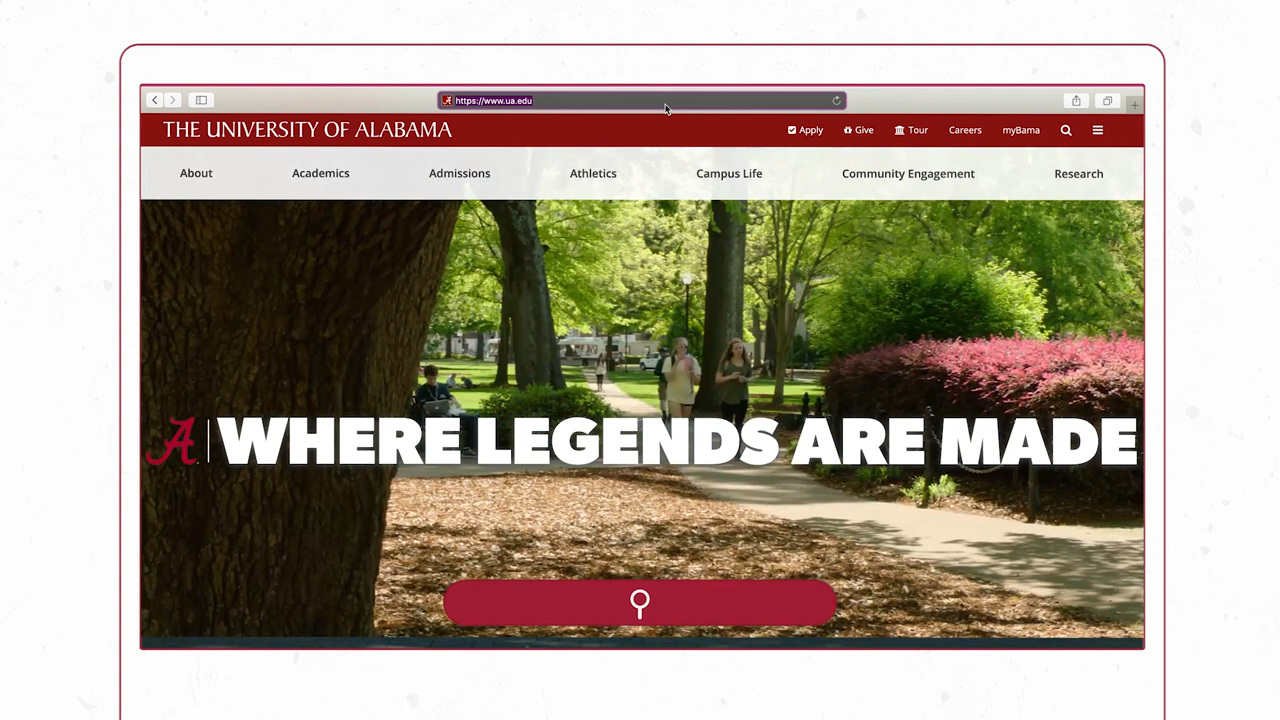 https://www.ua.edu
THE UNIVERSITY OF ALABAMA
Apply Give Tour Careers myBama
About Academics Admissions Athletics Campus Life Community Engagement Research
A WHERE LEGENDS ARE MADE